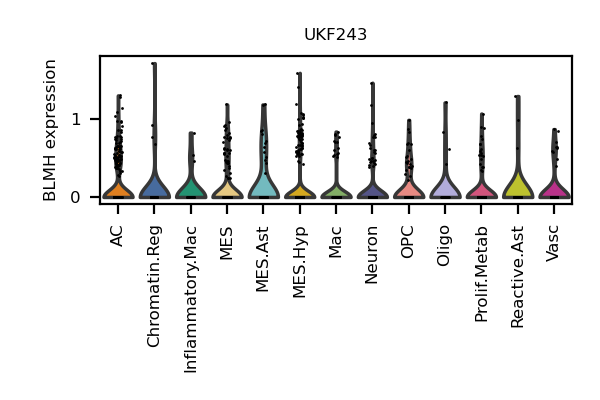 UKF243
BLMH expression
1
0
AC
Chromatin.Reg
Inflammatory.Mac
MES
MES.Ast
MES.Hyp
Mac
Neuron
OPC
Oligo
Prolif.Metab
Reactive.Ast
Vasc